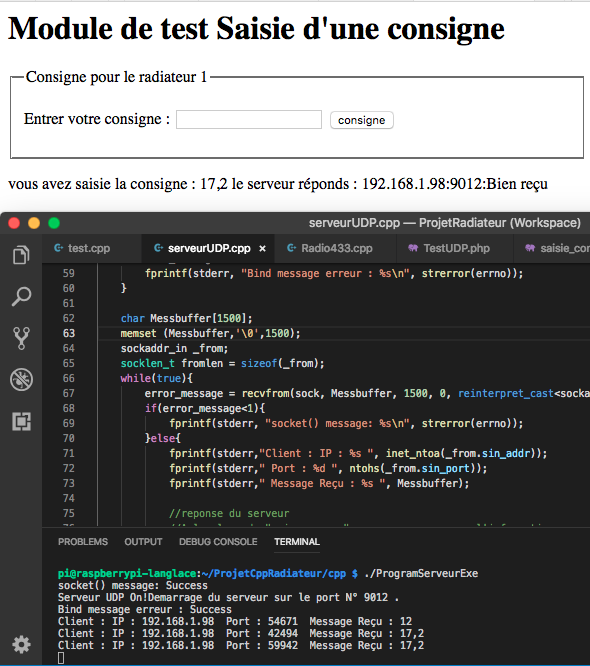 Module de test Saisie d'une consigne
Consigne pour le radiateur 1
Entrer votre consigne : consigne
vous avez saisie la consigne : 17,2 le serveur réponds : 192.168.1.98:9012:Bien reçu
serveurUDP.cpp — ProjetRadiateur (Workspace)
test.cpp serveurUDP.cpp × Radio433.cpp TestUDP.php saisie_con
59 fprintf(stderr, "Bind message erreur : %s\n", strerror(errno));
60 }
61
62 char Messbuffer[1500];
63 memset (Messbuffer,'\0',1500);
64 sockaddr_in _from;
65 socklen_t fromlen = sizeof(_from);
66 while(true){
67 error_message = recvfrom(sock, Messbuffer, 1500, 0, reinterpret_cast<socka
68 if(error_message<1){
69 fprintf(stderr, "socket() message: %s\n", strerror(errno));
70 }else{
71 fprintf(stderr,"Client : IP : %s ", inet_ntoa(_from.sin_addr));
72 fprintf(stderr," Port : %d ", ntohs(_from.sin_port));
73 fprintf(stderr," Message Reçu : %s ", Messbuffer);
74
75 //reponse du serveur
PROBLEMS OUTPUT DEBUG CONSOLE TERMINAL
pi@raspberrypi-langlace:~/ProjetCppRadiateur/cpp $ ./ProgramServeurExe
socket() message: Success
Serveur UDP On!Demarage du serveur sur le port N° 9012 .
Bind message erreur : Success
Client : IP : 192.168.1.98 Port : 54671 Message Reçu : 12
Client : IP : 192.168.1.98 Port : 42494 Message Reçu : 17,2
Client : IP : 192.168.1.98 Port : 59942 Message Reçu : 17,2